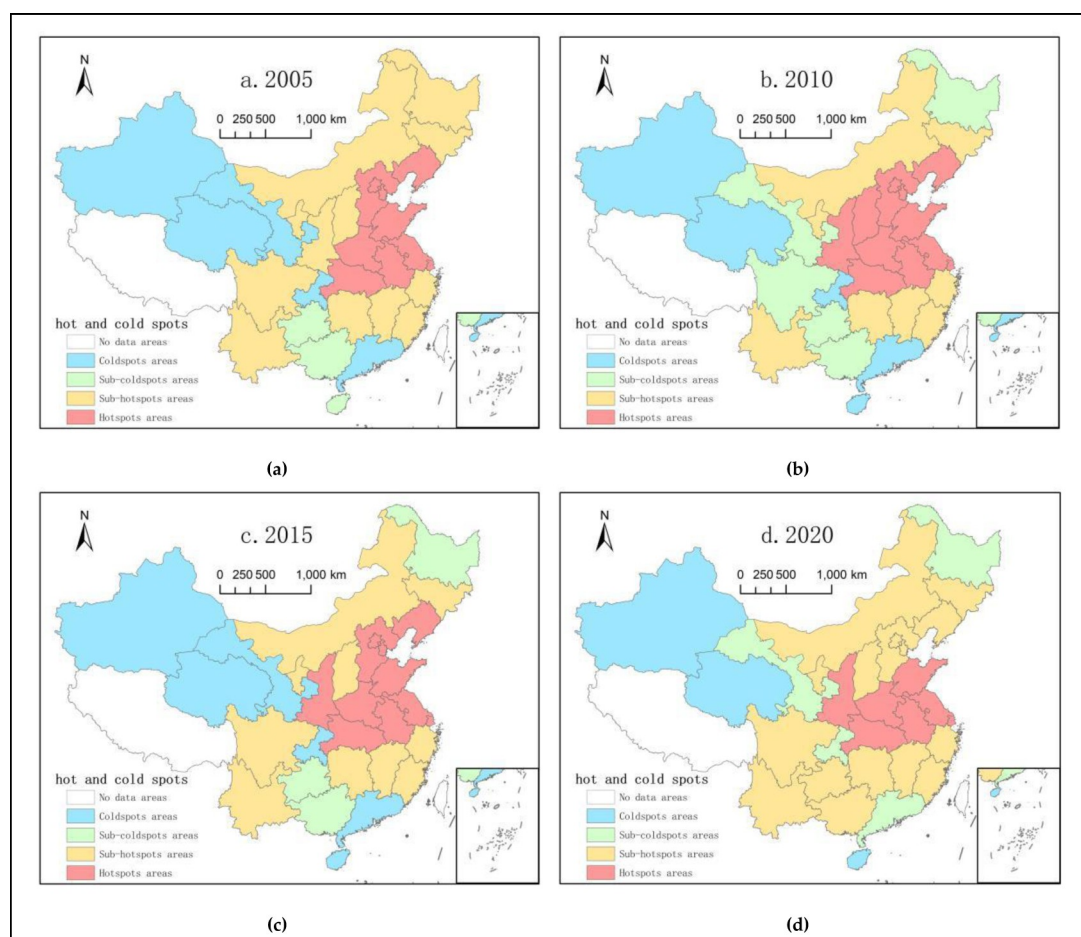 N
a. 2005
0 250 500 1,000 km
hot and cold spots
No data areas
Coldspots areas
Sub-coldspots areas
Sub-hotspots areas
Hotspots areas
(a)
N
b. 2010
0 250 500 1,000 km
hot and cold spots
No data areas
Coldspots areas
Sub-coldspots areas
Sub-hotspots areas
Hotspots areas
(b)
N
c. 2015
0 250 500 1,000 km
hot and cold spots
No data areas
Coldspots areas
Sub-coldspots areas
Sub-hotspots areas
Hotspots areas
(c)
N
d. 2020
0 250 500 1,000 km
hot and cold spots
No data areas
Coldspots areas
Sub-coldspots areas
Sub-hotspots areas
Hotspots areas
(d)